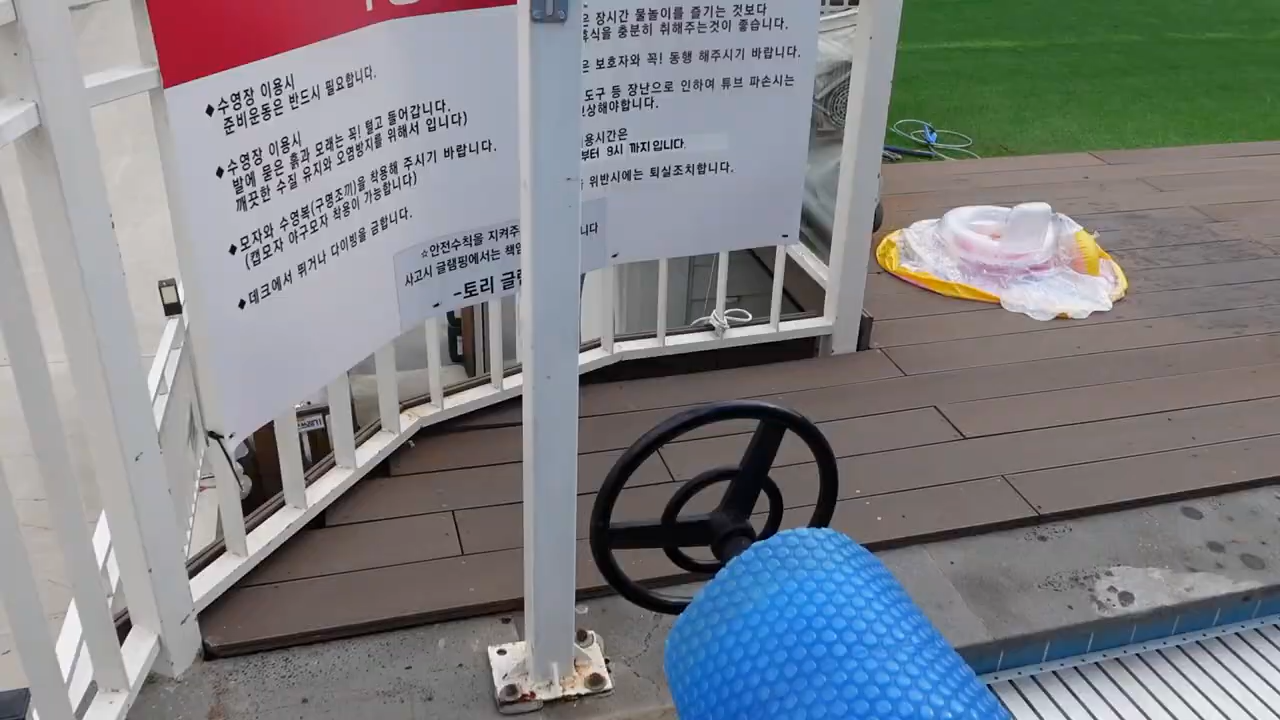 ◆수영장 이용시
준비운동은 반드시 필요합니다.
◆수영장 이용시
발에 묻은 흙과 모래는 꼭! 털고 들어갑니다.
깨끗한 수질 유지와 오염방지를 위해서 입니다)
◆모자와 수영복(구명조끼)을 착용해 주시기 바랍니다.
(캡모자 야구모자 착용이 가능합니다)
◆데크에서 뛰거나 다이빙을 금합니다.
☆안전수칙을 지켜주
사고시 글램핑에서는 책임
-토리 글램
은 장시간 물놀이를 즐기는 것보다
휴식을 충분히 취해주는것이 좋습니다.
은 보호자와 꼭! 동행 해주시기 바랍니다.
도구 등 장난으로 인하여 튜브 파손시는
상해야합니다.
용시간은
부터 9시 까지입니다.
위반시에는 퇴실조치합니다.
니다